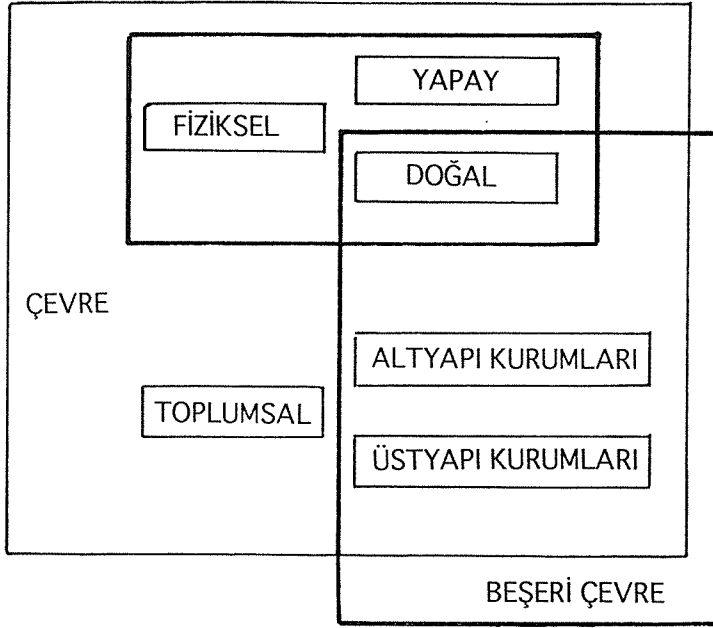 YAPAY
FİZİKSEL
DOĞAL
ÇEVRE
ALTYAPI KURUMLARI
TOPLUMSAL
ÜSTYAPI KURUMLARI
BEŞERİ ÇEVRE